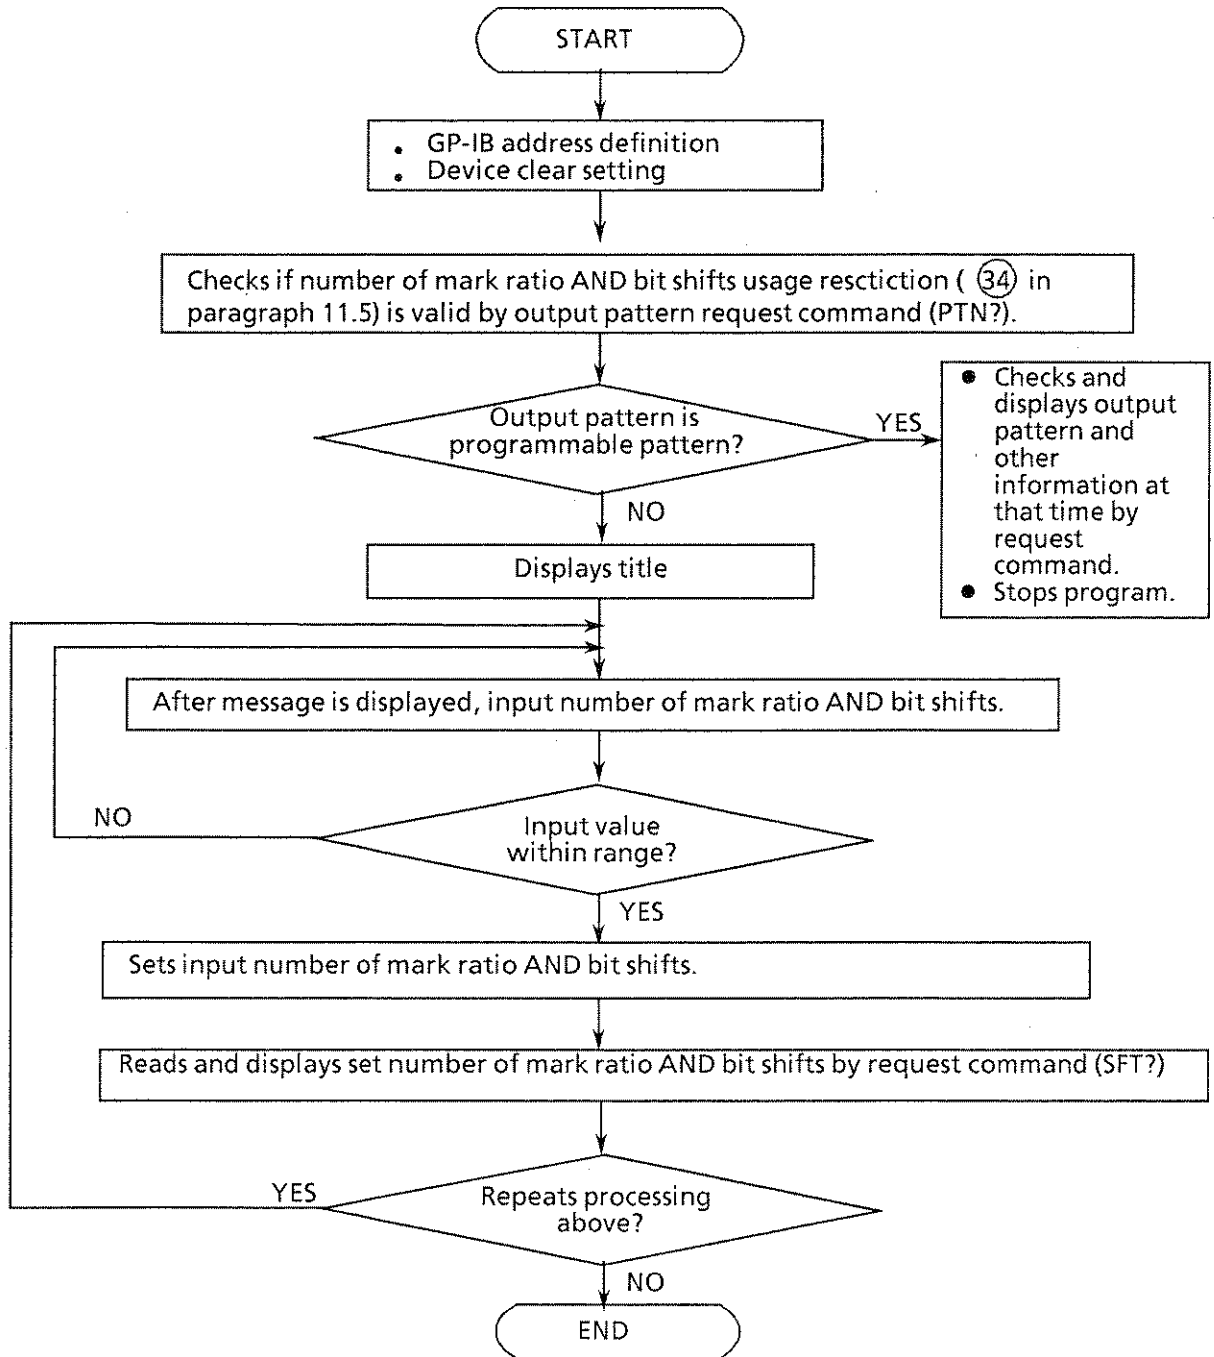 START
• GP-IB address definition
• Device clear setting
Checks if number of mark ratio AND bit shifts usage resctiction ( 34 in
paragraph 11.5) is valid by output pattern request command (PTN?).
Output pattern is
programmable pattern?
YES
● Checks and
displays output
pattern and
other
information at
that time by
request
command.
● Stops program.
NO
Displays title
After message is displayed, input number of mark ratio AND bit shifts.
NO
Input value
within range?
YES
Sets input number of mark ratio AND bit shifts.
Reads and displays set number of mark ratio AND bit shifts by request command (SFT?)
YES
Repeats processing
above?
NO
END